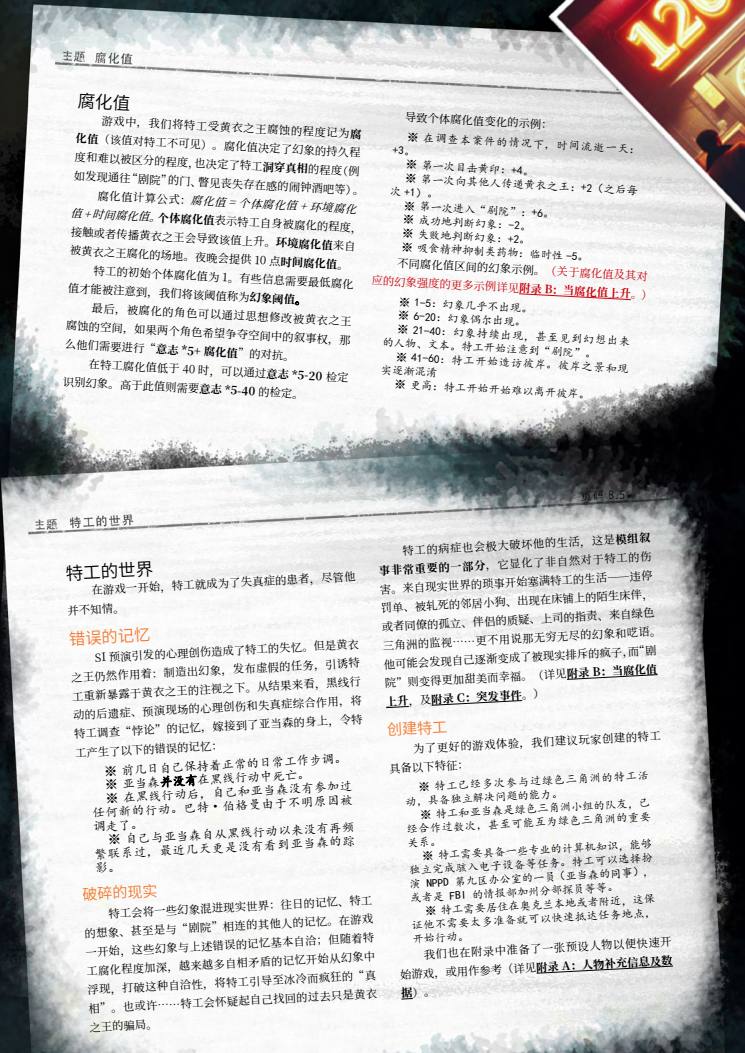 120
主题 腐化值
腐化值
游戏中，我们将特工受黄衣之王腐蚀的程度记为腐
化值（该值对特工不可见）。腐化值决定了幻象的持久程
度和难以被区分的程度，也决定了特工洞穿真相的程度(例
如发现通往“剧院”的门、瞥见丧失存在感的闹钟酒吧等)。
腐化值计算公式：腐化值 = 个体腐化值 + 环境腐化
值 + 时间腐化值。个体腐化值表示特工自身被腐化的程度，
接触或者传播黄衣之王会导致该值上升。环境腐化值来自
被黄衣之王腐化的场地。夜晚会提供 10 点时间腐化值。
特工的初始个体腐化值为 1。有些信息需要最低腐化
值才能被注意到，我们将该阈值称为幻象阈值。
最后，被腐化的角色可以通过思想修改被黄衣之王
腐蚀的空间，如果两个角色希望争夺空间中的叙事权，那
么他们需要进行“意志 *5+ 腐化值”的对抗。
在特工腐化值低于 40 时，可以通过意志 *5-20 检定
识别幻象。高于此值则需要意志 *5-40 的检定。
导致个体腐化值变化的示例：
※ 在调查本案件的情况下，时间流逝一天：
+3。
※ 第一次目击黄印：+4。
※ 第一次向其他人传递黄衣之王：+2（之后每
次 +1）。
※ 第一次进入“剧院”：+6。
※ 成功地判断幻象：-2。
※ 失败地判断幻象：+2。
※ 吸食精神抑制类药物：临时性 -5。
不同腐化值区间的幻象示例。（关于腐化值及其对
应的幻象强度的更多示例详见附录 B：当腐化值上升。）
※ 1-5：幻象几乎不出现。
※ 6-20：幻象偶尔出现。
※ 21-40：幻象持续出现，甚至见到幻想出来
的人物、文本。特工开始注意到“剧院”。
※ 41-60：特工开始造访彼岸。彼岸之景和现
实逐渐混淆
※ 更高：特工开始开始难以离开彼岸。
主题 特工的世界
特工的世界
在游戏一开始，特工就成为了失真症的患者，尽管他
并不知情。
错误的记忆
SI 预演引发的心理创伤造成了特工的失忆。但是黄衣
之王仍然作用着：制造出幻象，发布虚假的任务，引诱特
工重新暴露于黄衣之王的注视之下。从结果来看，黑线行
动的后遗症、预演现场的心理创伤和失真症综合作用，将
特工调查“悖论”的记忆，嫁接到了亚当森的身上，令特
工产生了以下的错误的记忆：
※ 前几日自己保持着正常的日常工作步调。
※ 亚当森并没有在黑线行动中死亡。
※ 在黑线行动后，自己和亚当森没有参加过
任何新的行动。巴特·伯格曼由于不明原因被
调走了。
※ 自己与亚当森自从黑线行动以来没有再频
繁联系过，最近几天更是没有看到亚当森的踪
影。
破碎的现实
特工会将一些幻象混进现实世界：往日的记忆、特工
的想象、甚至是与“剧院”相连的其他人的记忆。在游戏
一开始，这些幻象与上述错误的记忆基本自洽；但随着特
工腐化程度加深，越来越多自相矛盾的记忆开始从幻象中
浮现，打破这种自洽性，将特工引导至冰冷而疯狂的“真
相”。也或许……特工会怀疑起自己找回的过去只是黄衣
之王的骗局。
特工的病症也会极大破坏他的生活，这是模组叙
事非常重要的一部分，它显化了非自然对于特工的伤
害。来自现实世界的琐事开始塞满特工的生活——违停
罚单、被轧死的邻居小狗、出现在床铺上的陌生床伴，
或者同僚的孤立、伴侣的质疑、上司的指责、来自绿色
三角洲的监视……更不用说那无穷无尽的幻象和呓语。
他可能会发现自己逐渐变成了被现实排斥的疯子,而“剧
院”则变得更加甜美而幸福。（详见附录 B：当腐化值
上升，及附录 C：突发事件。）
创建特工
为了更好的游戏体验，我们建议玩家创建的特工
具备以下特征：
※ 特工已经多次参与过绿色三角洲的特工活
动，具备独立解决问题的能力。
※ 特工和亚当森是绿色三角洲小组的队友，已
经合作过数次，甚至可能互为绿色三角洲的重要
关系。
※ 特工需要具备一些专业的计算机知识，能够
独立完成骇入电子设备等任务。特工可以选择扮
演 NPPD 第九区办公室的一员（亚当森的同事），
或者是 FBI 的情报部加州分部探员等等。
※ 特工需要居住在奥克兰本地或者附近，这保
证他不需要太多准备就可以快速抵达任务地点，
开始行动。
我们也在附录中准备了一张预设人物以便快速开
始游戏，或用作参考（详见附录 A：人物补充信息及数
据）。